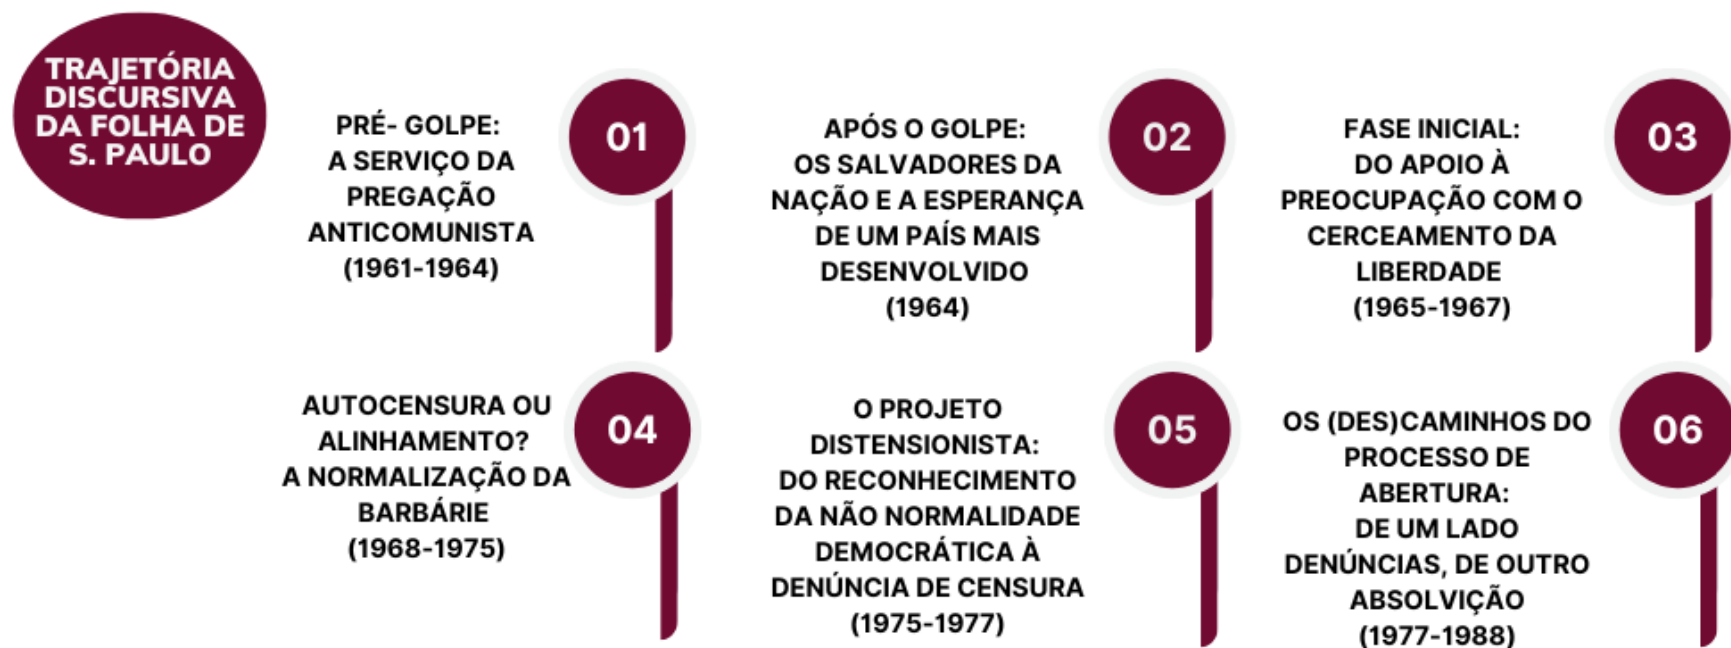 TRAJETÓRIA
DISCURSIVA
DA FOLHA DE
S. PAULO
PRÉ- GOLPE:
A SERVIÇO DA
PREGAÇÃO
ANTICOMUNISTA
(1961-1964)
01
APÓS O GOLPE:
OS SALVADORES DA
NAÇÃO E A ESPERANÇA
DE UM PAÍS MAIS
DESENVOLVIDO
(1964)
02
FASE INICIAL:
DO APOIO À
PREOCUPAÇÃO COM O
CERCEAMENTO DA
LIBERDADE
(1965-1967)
03
AUTOCENSURA OU
ALINHAMENTO?
A NORMALIZAÇÃO DA
BARBÁRIE
(1968-1975)
04
O PROJETO
DISTENSIONISTA:
DO RECONHECIMENTO
DA NÃO NORMALIDADE
DEMOCRÁTICA À
DENÚNCIA DE CENSURA
(1975-1977)
05
OS (DES)CAMINHOS DO
PROCESSO DE
ABERTURA:
DE UM LADO
DENÚNCIAS, DE OUTRO
ABSOLVIÇÃO
(1977-1988)
06